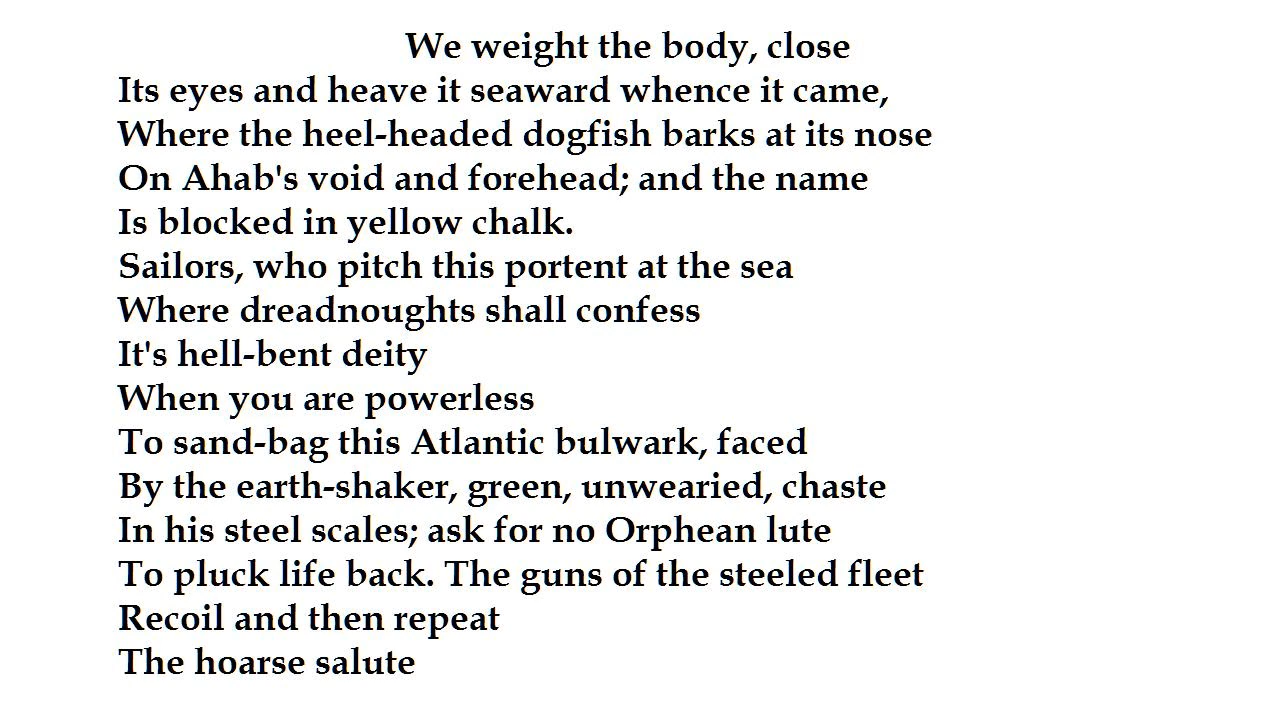 We weight the body, close
Its eyes and heave it seaward whence it came,
Where the heel-headed dogfish barks at its nose
On Ahab's void and forehead; and the name
Is blocked in yellow chalk.
Sailors, who pitch this portent at the sea
Where dreadnoughts shall confess
It's hell-bent deity
When you are powerless
To sand-bag this Atlantic bulwark, faced
By the earth-shaker, green, unwearied, chaste
In his steel scales; ask for no Orphean lute
To pluck life back. The guns of the steeled fleet
Recoil and then repeat
The hoarse salute